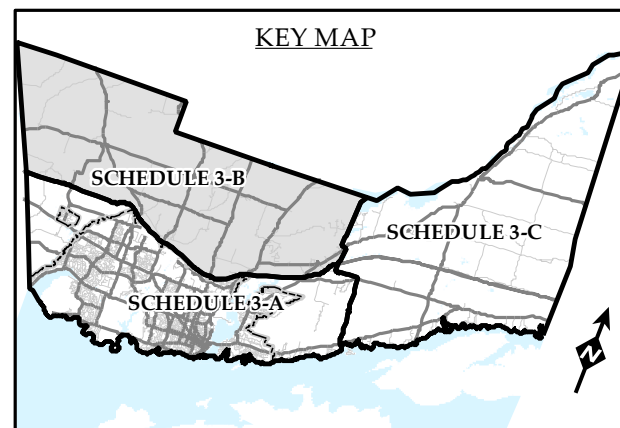 KEY MAP
SCHEDULE 3-B
SCHEDULE 3-C
SCHEDULE 3-A
N